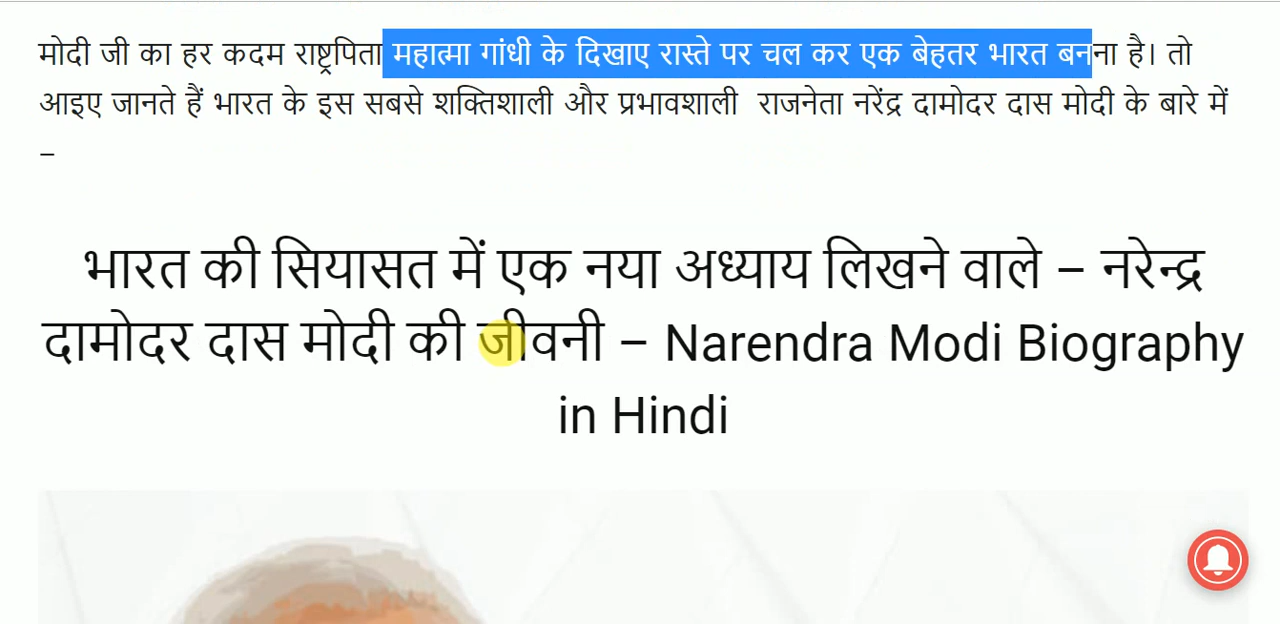 मोदी जी का हर कदम राष्ट्रपिता महात्मा गांधी के दिखाए रास्ते पर चल कर एक बेहतर भारत बनना है। तो
आइए जानते हैं भारत के इस सबसे शक्तिशाली और प्रभावशाली राजनेता नरेंद्र दामोदर दास मोदी के बारे में
–
भारत की सियासत में एक नया अध्याय लिखने वाले – नरेन्द्र
दामोदर दास मोदी की जीवनी – Narendra Modi Biography
in Hindi